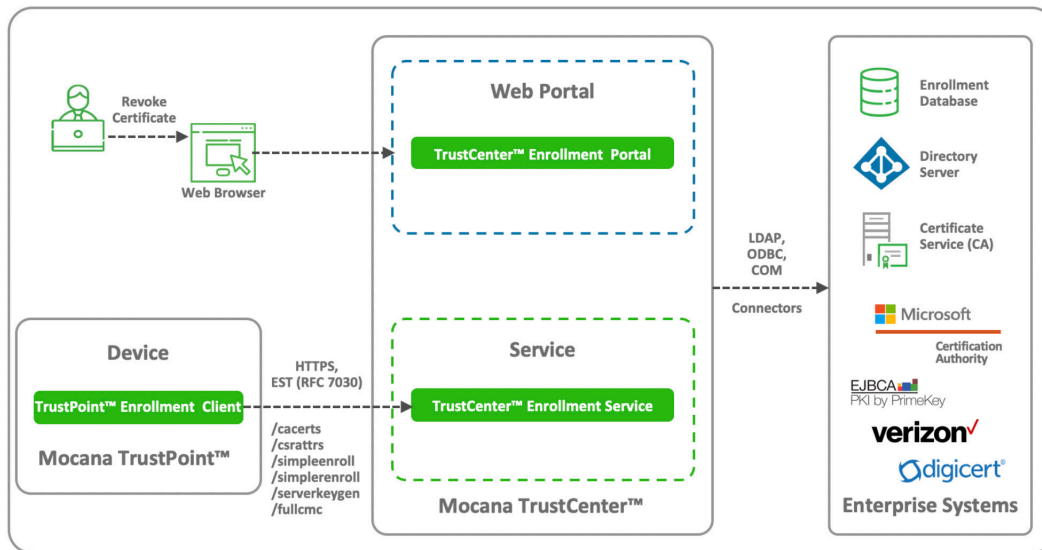 Revoke
Certificate
Web Browser
Web Portal
TrustCenter™ Enrollment Portal
LDAP,
ODBC,
COM
Connectors
Device
TrustPoint™ Enrollment Client
Mocana TrustPoint™
HTTPS,
EST (RFC 7030)
/cacerts
/csrattrs
/simpleenroll
/simplerenroll
/serverkeygen
/fullcmc
Service
TrustCenter™ Enrollment Service
Mocana TrustCenter™
Enrollment
Database
Directory
Server
Certificate
Service (CA)
Microsoft
Certification
Authority
EJBCA
PKI by PrimeKey
verizon✓
digicert®
Enterprise Systems